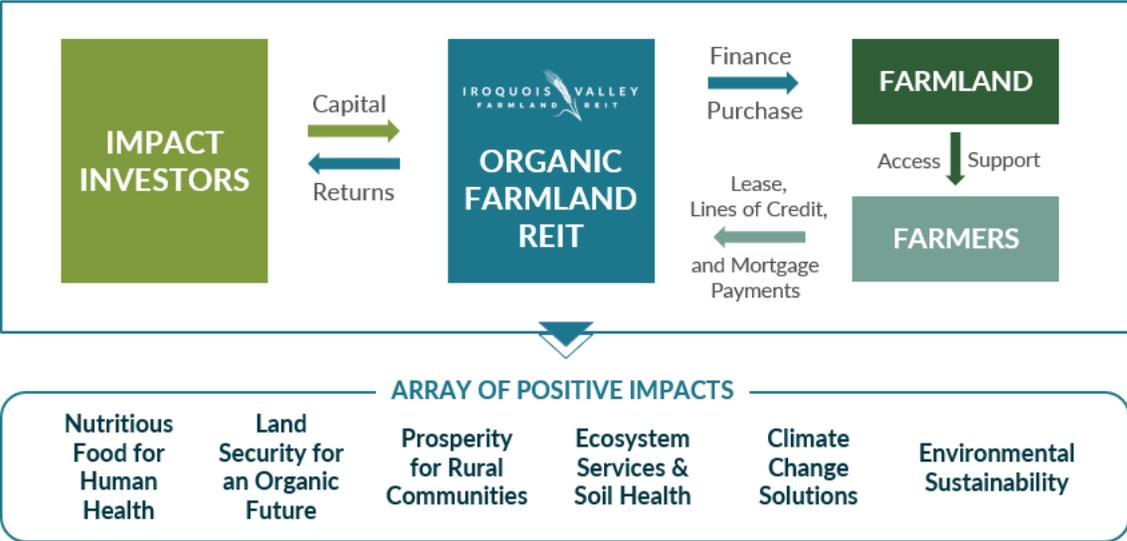 IMPACT
INVESTORS
Capital
Returns
IROQUOIS VALLEY
FARMLAND REIT
ORGANIC
FARMLAND
REIT
Finance
Purchase
Lease,
Lines of Credit,
and Mortgage
Payments
FARMLAND
Access Support
FARMERS
ARRAY OF POSITIVE IMPACTS
Nutritious
Food for
Human
Health
Land
Security for
an Organic
Future
Prosperity
for Rural
Communities
Ecosystem
Services &
Soil Health
Climate
Change
Solutions
Environmental
Sustainability